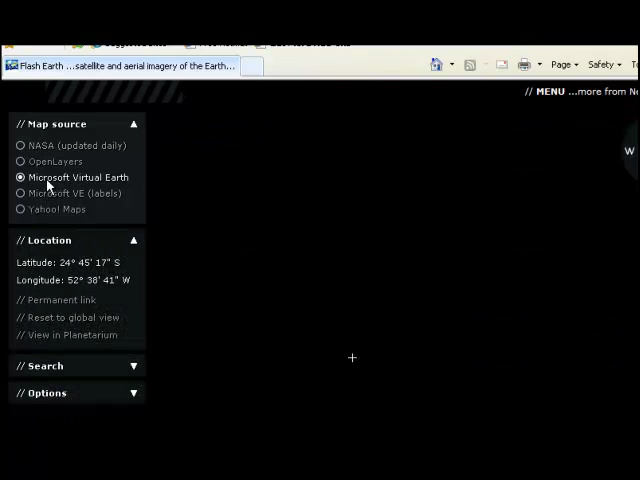 Flash Earth ...satellite and aerial imagery of the Earth...
Page
Safety
// MENU ...more from Ne
// Map source
NASA (updated daily)
OpenLayers
Microsoft Virtual Earth
Microsoft VE (labels)
Yahoo! Maps
W
// Location
Latitude: 24° 45' 17" S
Longitude: 52° 38' 41" W
// Permanent link
// Reset to global view
// View in Planetarium
// Search
// Options